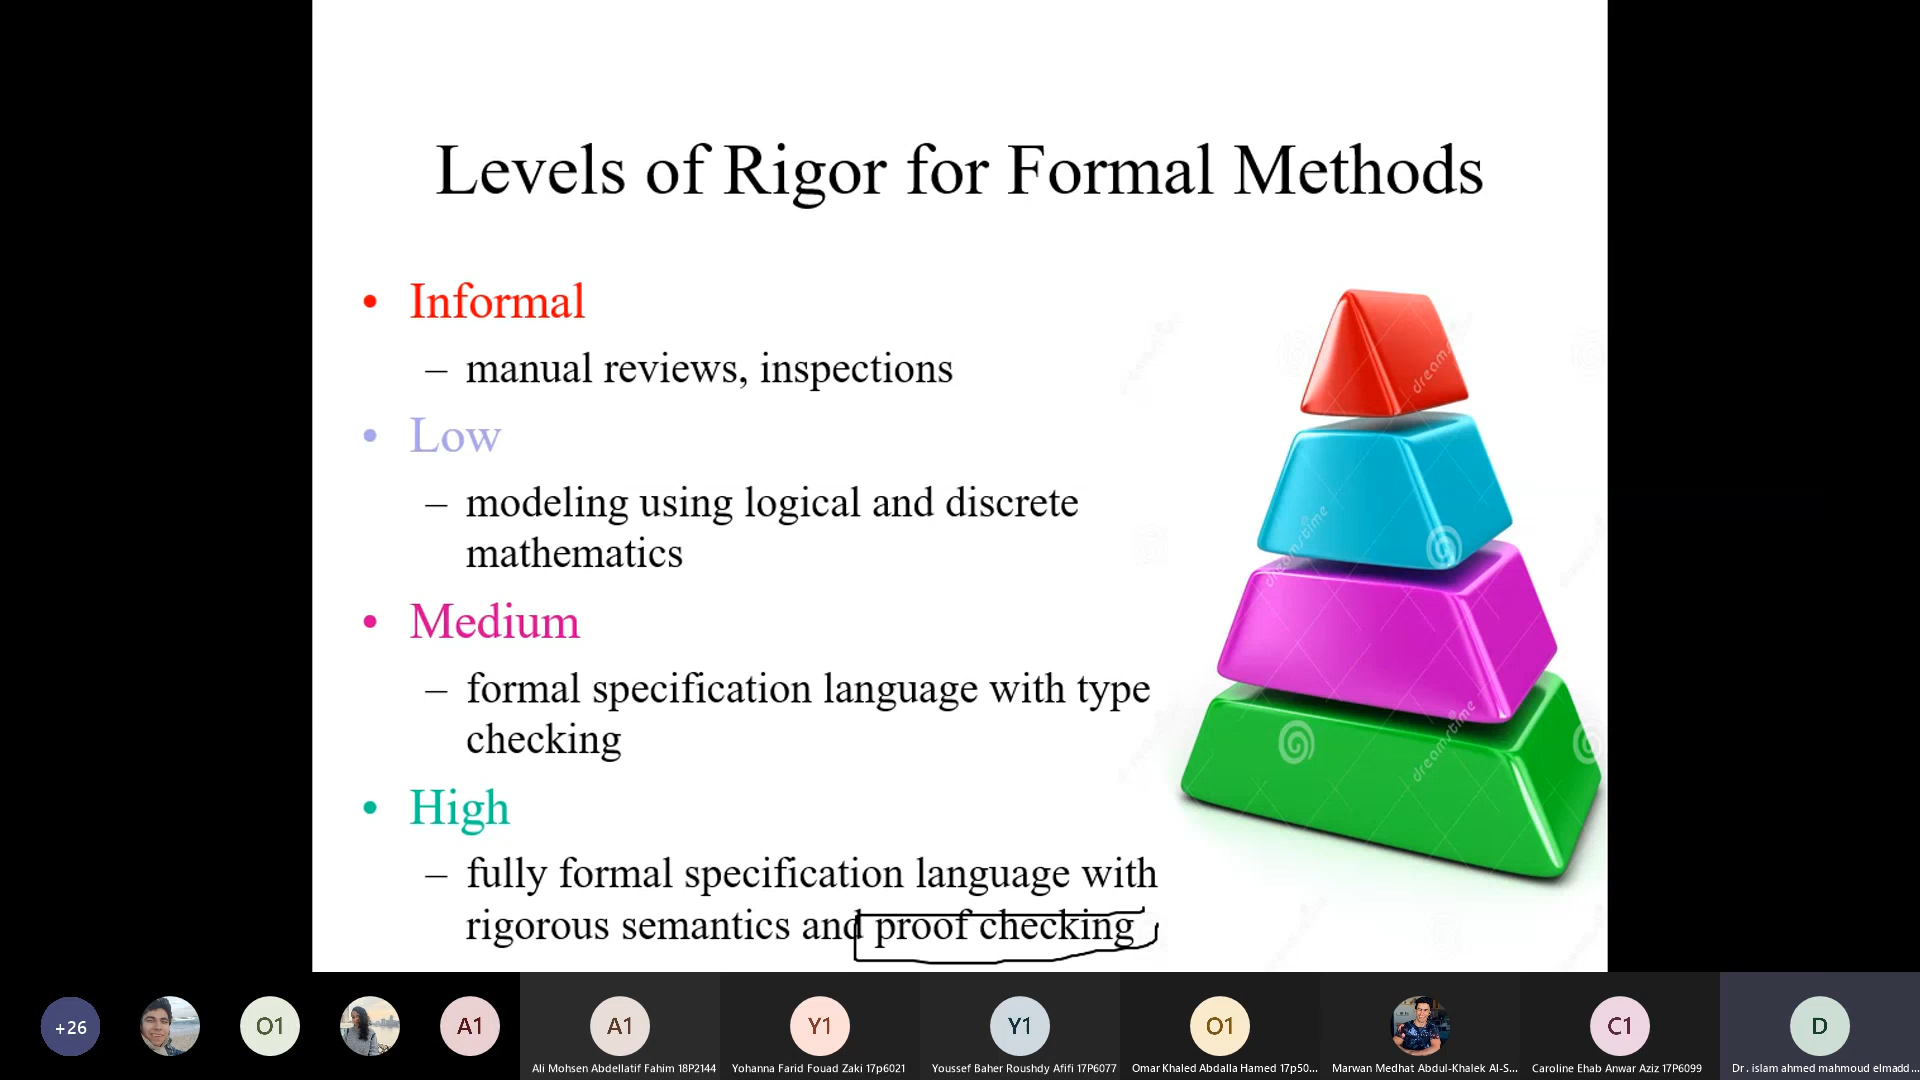 Levels of Rigor for Formal Methods
• Informal
– manual reviews, inspections
• Low
– modeling using logical and discrete
mathematics
• Medium
– formal specification language with type
checking
• High
– fully formal specification language with
rigorous semantics and proof checking
dreamstime
dreamstime
dreamstime
+26
O1
A1
A1
Y1
Y1
O1
C1
D
Ali Mohsen Abdellatif Fahim 18P2144
Yohanna Farid Fouad Zaki 17p6021
Youssef Baher Roushdy Afifi 17P6077
Omar Khaled Abdalla Hamed 17p50...
Marwan Medhat Abdul-Khalek Al-S...
Caroline Ehab Anwar Aziz 17P6099
Dr. islam ahmed mahmoud elmadd...